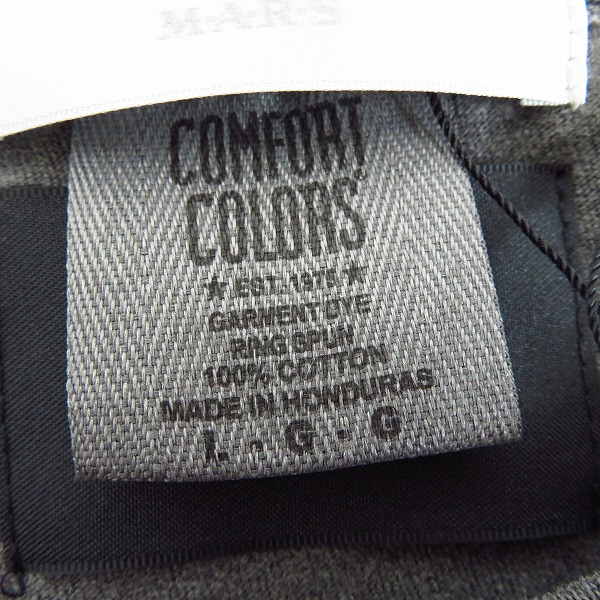 M·A·R·S
COMFORT
COLORS®
★ EST. 1975 ★
GARMENT DYE
RING SPUN
100% COTTON
MADE IN HONDURAS
L · G · G